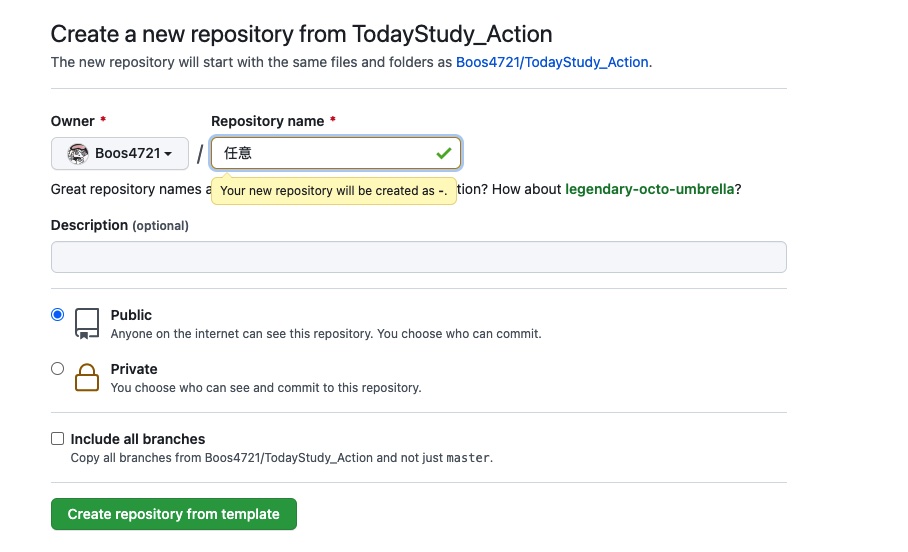 Create a new repository from TodayStudy_Action
The new repository will start with the same files and folders as Boos4721/TodayStudy_Action.
Owner * Repository name *
Boos4721 / 任意
Great repository names a tion? How about legendary-octo-umbrella?
Your new repository will be created as -.
Description (optional)
Public
Anyone on the internet can see this repository. You choose who can commit.
Private
You choose who can see and commit to this repository.
Include all branches
Copy all branches from Boos4721/TodayStudy_Action and not just master.
Create repository from template